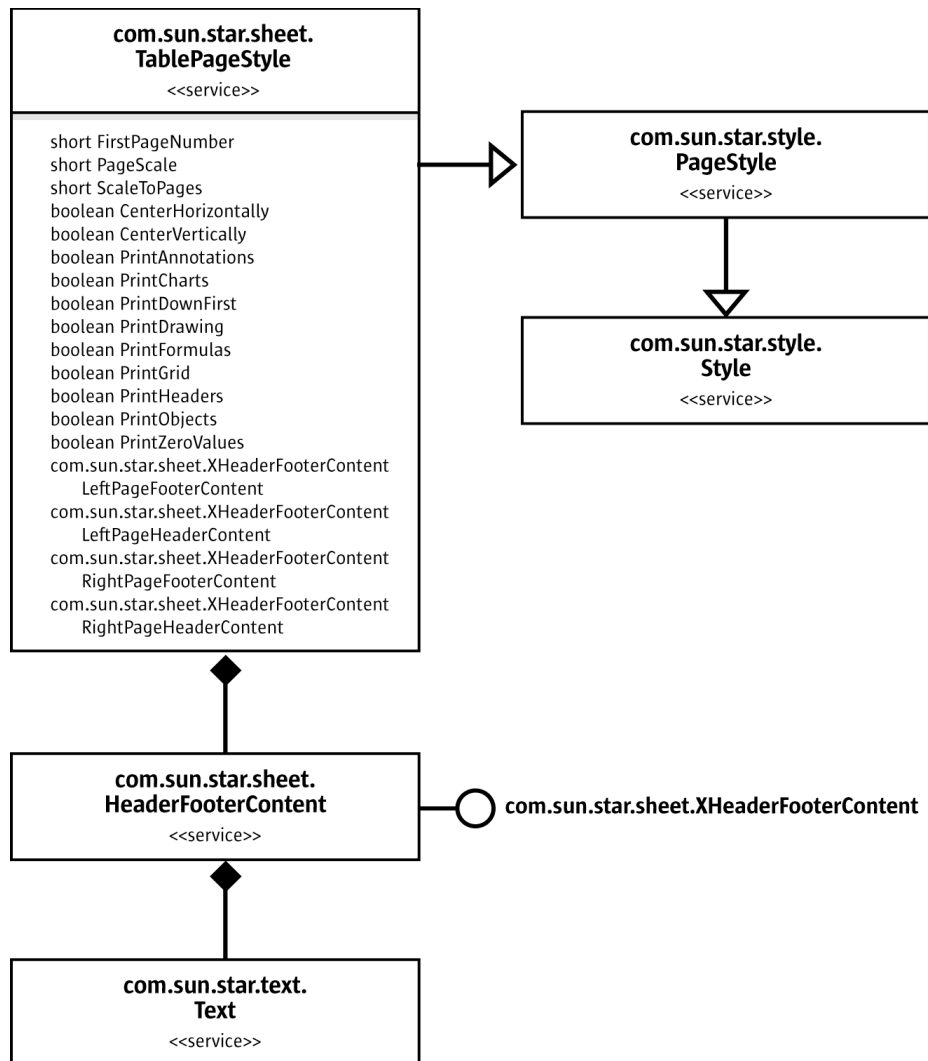 com.sun.star.sheet.
TablePageStyle
<<service>>
short FirstPageNumber
short PageScale
short ScaleToPages
boolean CenterHorizontally
boolean CenterVertically
boolean PrintAnnotations
boolean PrintCharts
boolean PrintDownFirst
boolean PrintDrawing
boolean PrintFormulas
boolean PrintGrid
boolean PrintHeaders
boolean PrintObjects
boolean PrintZeroValues
com.sun.star.sheet.XHeaderFooterContent
LeftPageFooterContent
com.sun.star.sheet.XHeaderFooterContent
LeftPageHeaderContent
com.sun.star.sheet.XHeaderFooterContent
RightPageFooterContent
com.sun.star.sheet.XHeaderFooterContent
RightPageHeaderContent
com.sun.star.style.
PageStyle
<<service>>
com.sun.star.style.
Style
<<service>>
com.sun.star.sheet.
HeaderFooterContent
<<service>>
com.sun.star.sheet.XHeaderFooterContent
com.sun.star.text.
Text
<<service>>